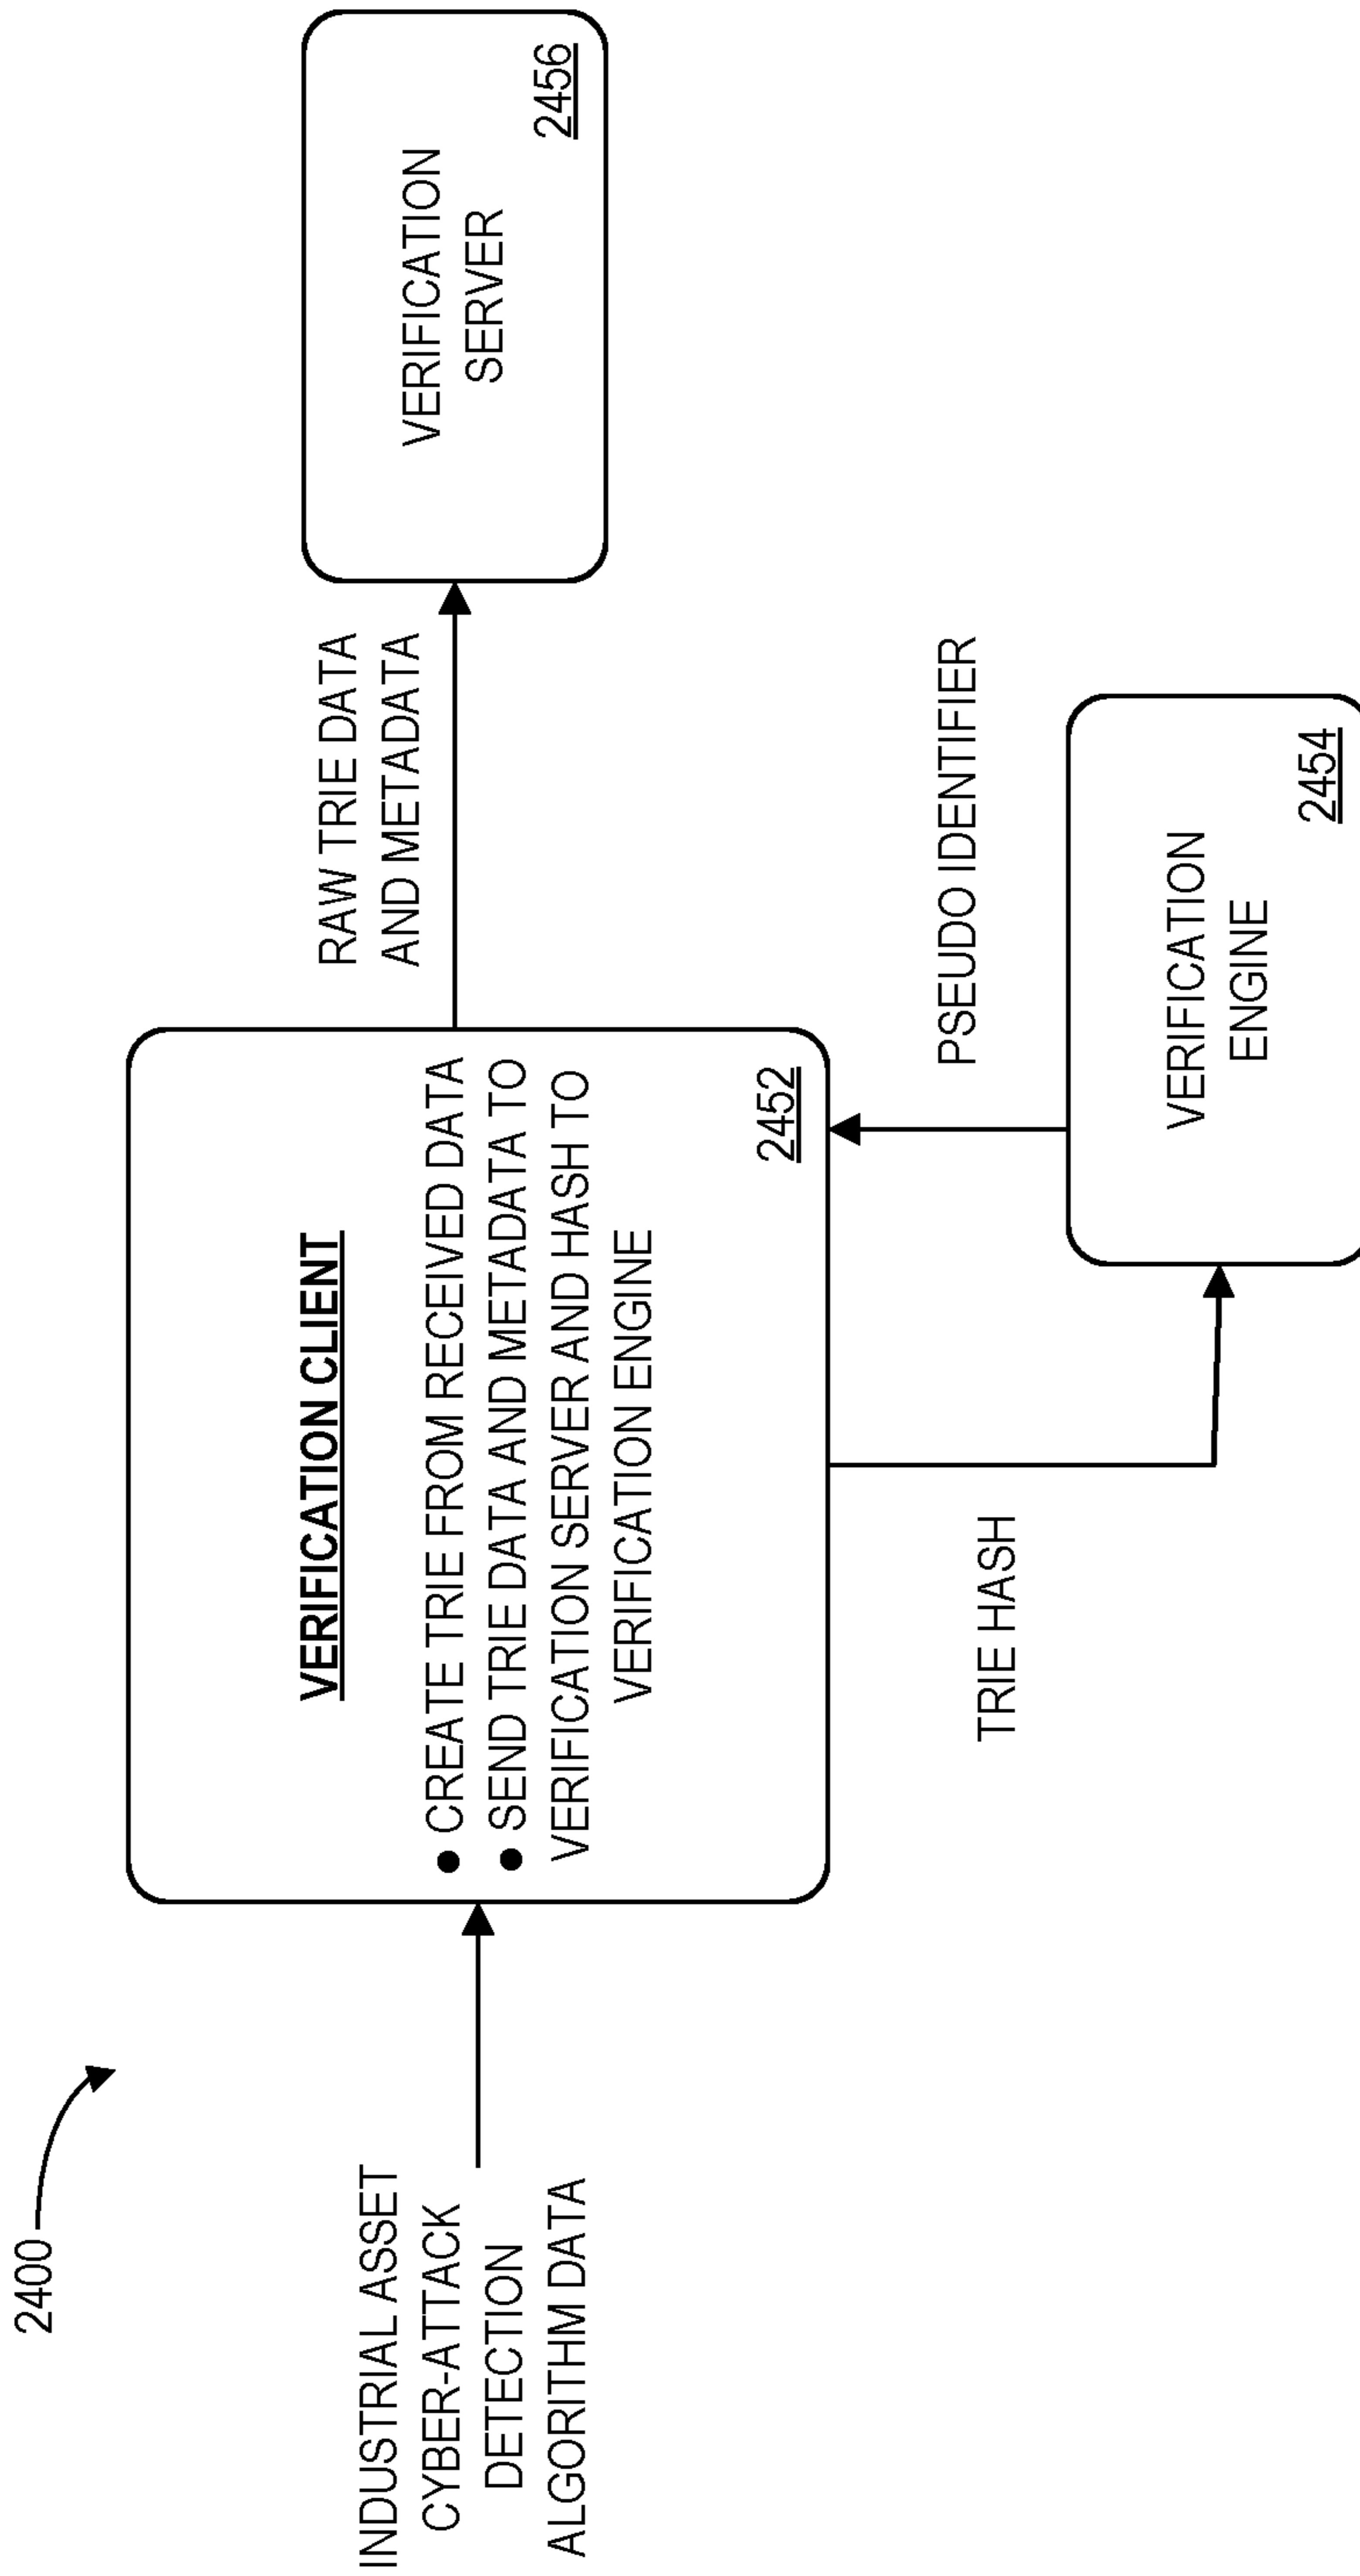 2400
INDUSTRIAL ASSET
CYBER-ATTACK
DETECTION
ALGORITHM DATA
VERIFICATION CLIENT
● CREATE TRIE FROM RECEIVED DATA
● SEND TRIE DATA AND METADATA TO
VERIFICATION SERVER AND HASH TO
VERIFICATION ENGINE
2452
RAW TRIE DATA
AND METADATA
VERIFICATION
SERVER
2456
TRIE HASH
PSEUDO IDENTIFIER
VERIFICATION
ENGINE
2454